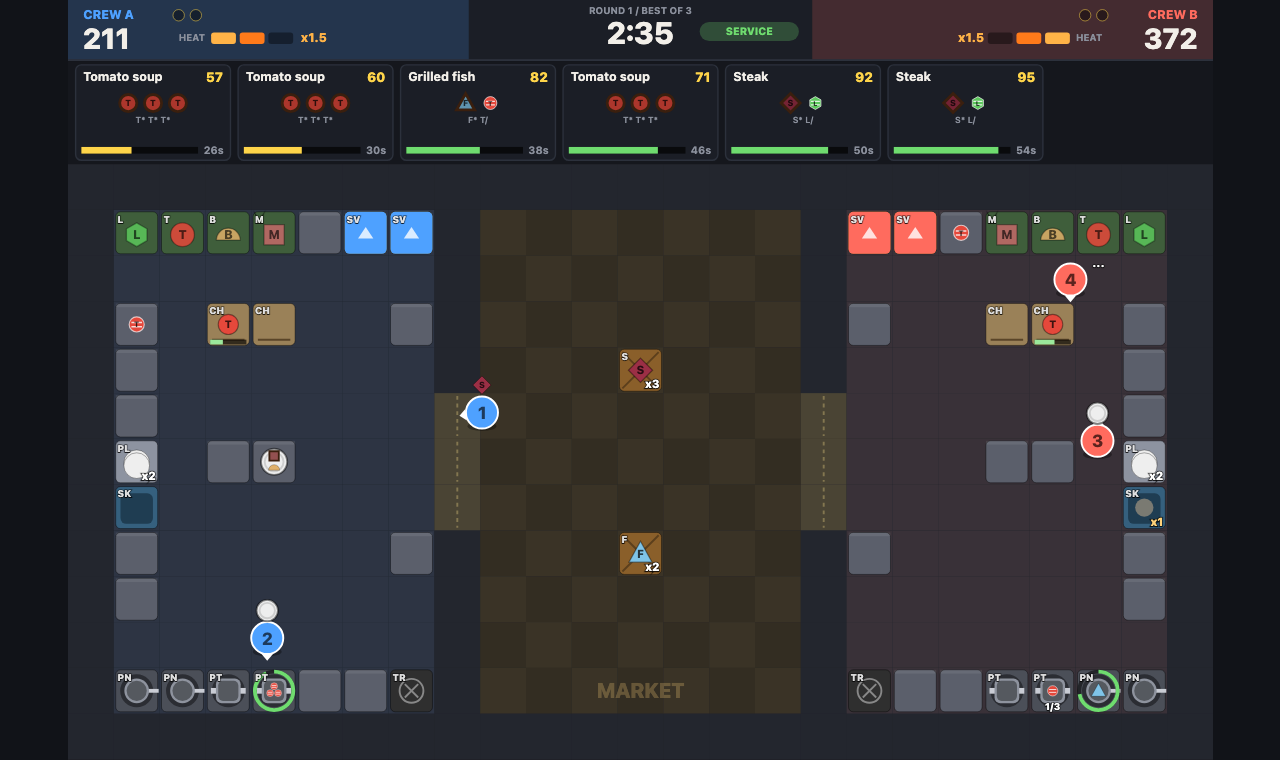 CREW A
211
HEAT
x1.5
ROUND 1 / BEST OF 3
2:35
SERVICE
x1.5
HEAT
CREW B
372
Tomato soup 57
T T T
T* T* T*
26s
Tomato soup 60
T T T
T* T* T*
30s
Grilled fish 82
F T
F* T/
38s
Tomato soup 71
T T T
T* T* T*
46s
Steak 92
S L
S* L/
50s
Steak 95
S L
S* L/
54s
L L
T T
B B
M M
SV
SV
SV
SV
T
M M
B B
T T
L L
4
...
T
CH T
CH
CH
CH T
S S
x3
S
1
3
PL
x2
PL
x2
SK
SK
x1
F F
x2
2
PN
PN
PT
PT
TR
MARKET
TR
PT
PT
1/3
PN
PN